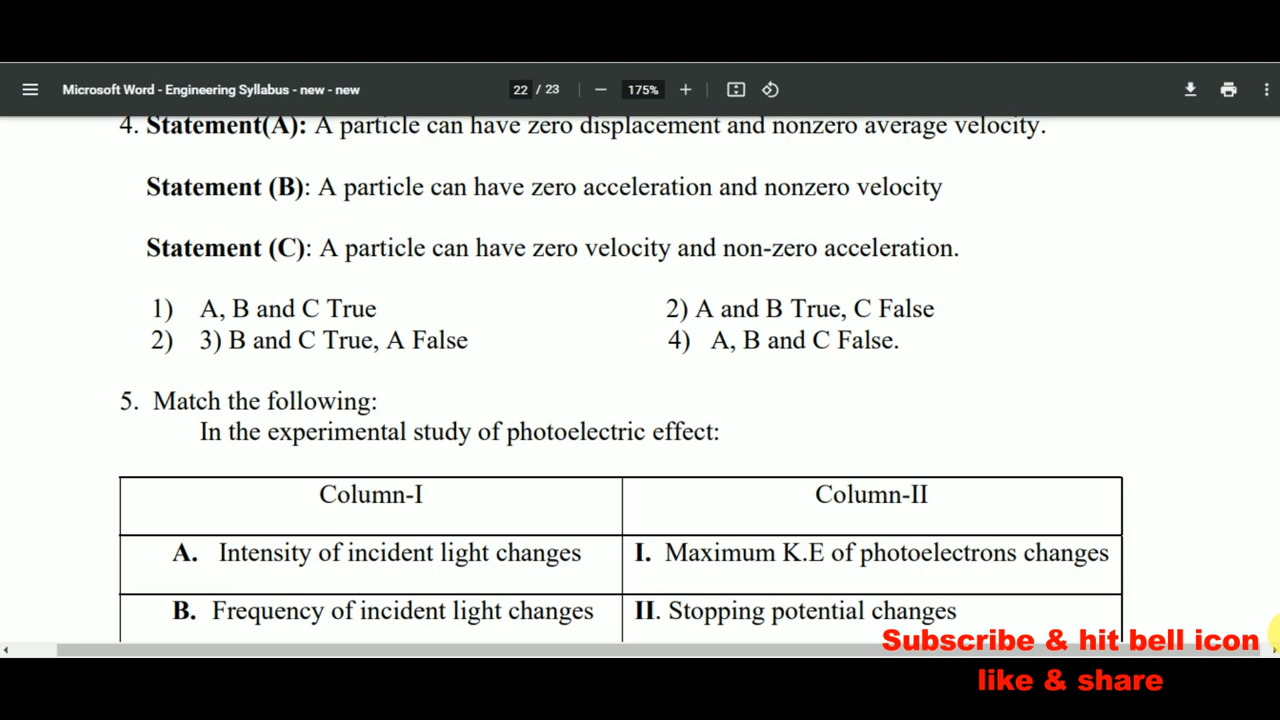 Microsoft Word - Engineering Syllabus - new - new
22 / 23
175%
4. Statement(A): A particle can have zero displacement and nonzero average velocity.
Statement (B): A particle can have zero acceleration and nonzero velocity
Statement (C): A particle can have zero velocity and non-zero acceleration.
1) A, B and C True 2) A and B True, C False
2) 3) B and C True, A False 4) A, B and C False.
5. Match the following:
In the experimental study of photoelectric effect:
Column-I Column-II
A. Intensity of incident light changes I. Maximum K.E of photoelectrons changes
B. Frequency of incident light changes II. Stopping potential changes
Subscribe & hit bell icon
like & share